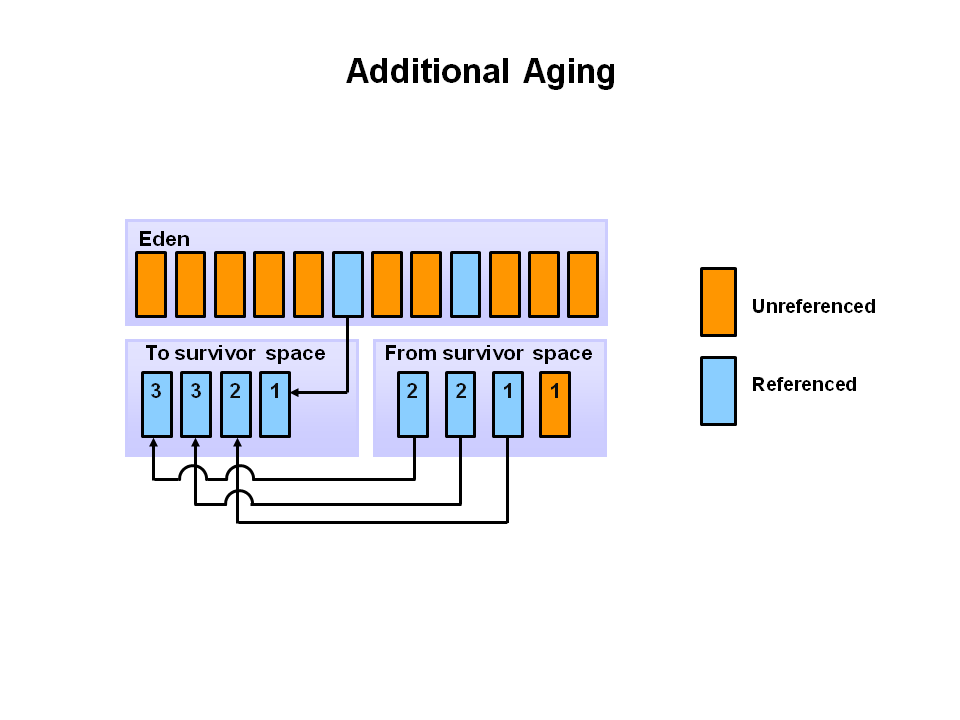 Additional Aging
Eden
To survivor space
From survivor space
3 3 2 1
2 2 1 1
Unreferenced
Referenced